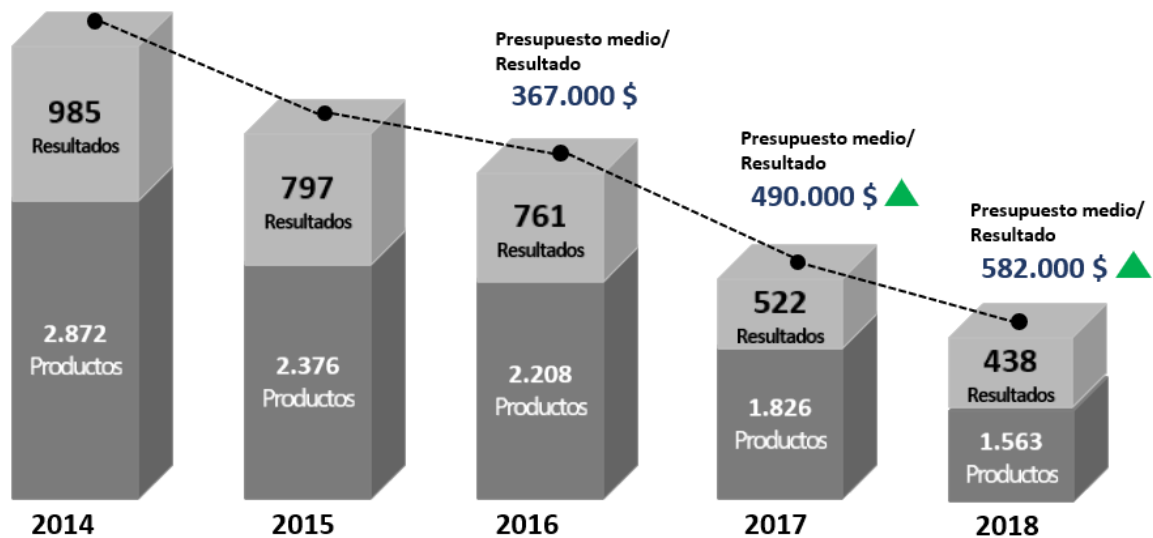 985
Resultados
2.872
Productos
2014
797
Resultados
2.376
Productos
2015
Presupuesto medio/
Resultado
367.000 $
761
Resultados
2.208
Productos
2016
Presupuesto medio/
Resultado
490.000 $
522
Resultados
1.826
Productos
2017
Presupuesto medio/
Resultado
582.000 $
438
Resultados
1.563
Productos
2018